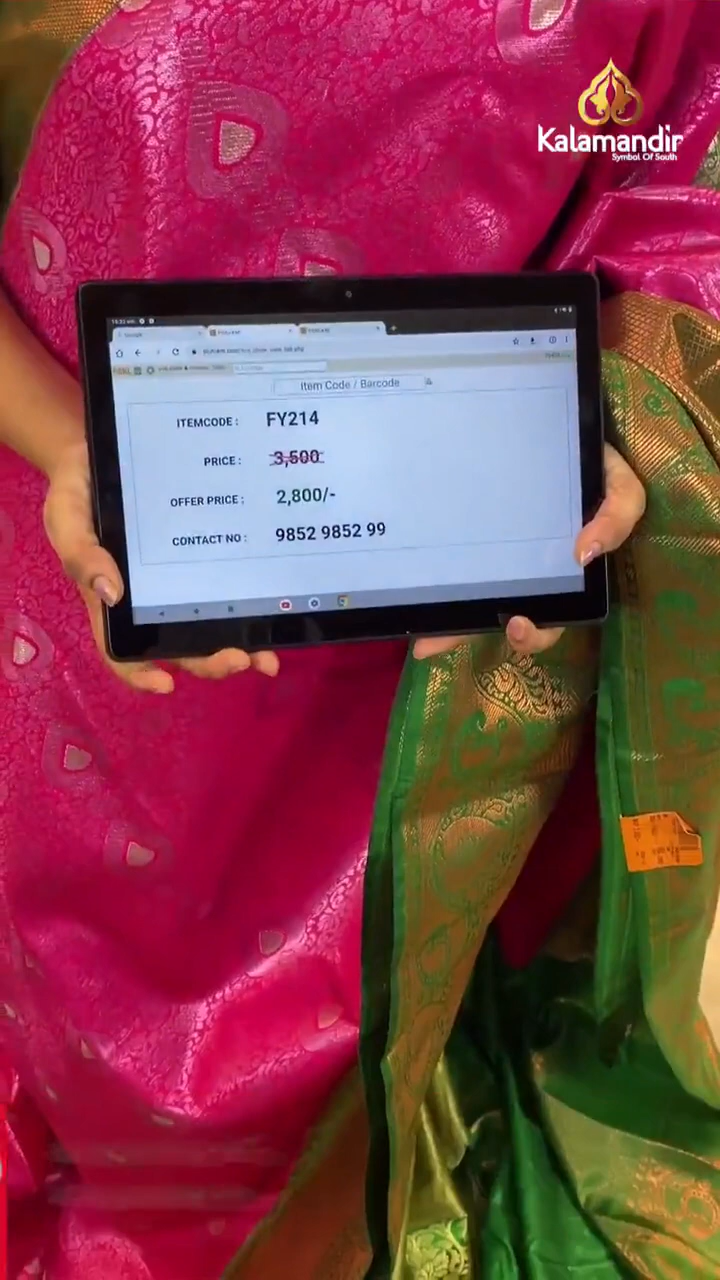 Kalamandir
Symbol Of South
Item Code / Barcode
ITEMCODE : FY214
PRICE : 3,500
OFFER PRICE : 2,800/-
CONTACT NO : 9852 9852 99